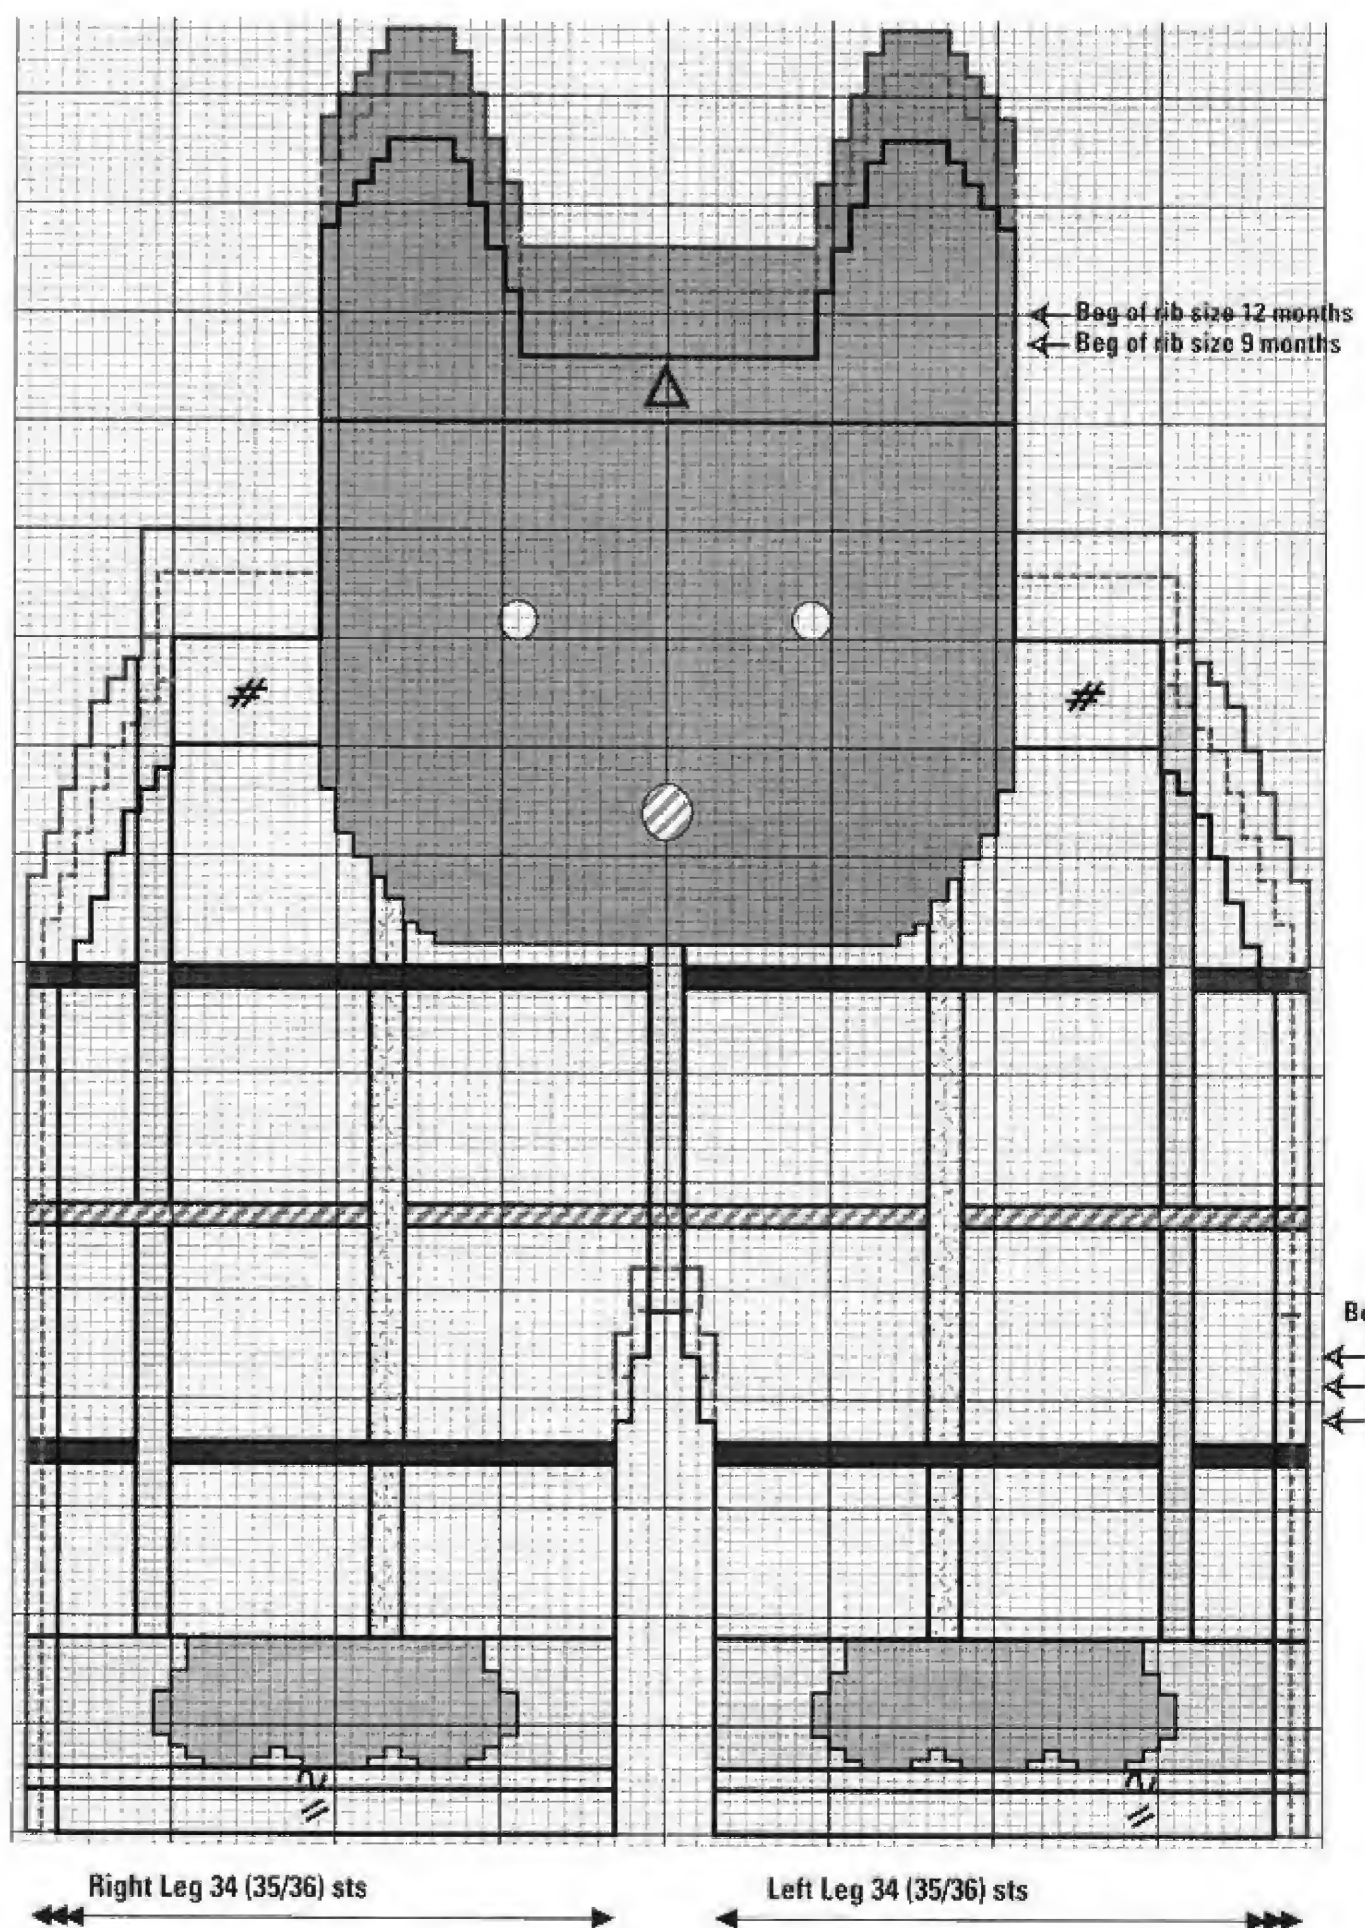 Beg of rib size 12 months
Beg of rib size 9 months
#
#
Right Leg 34 (35/36) sts
Left Leg 34 (35/36) sts